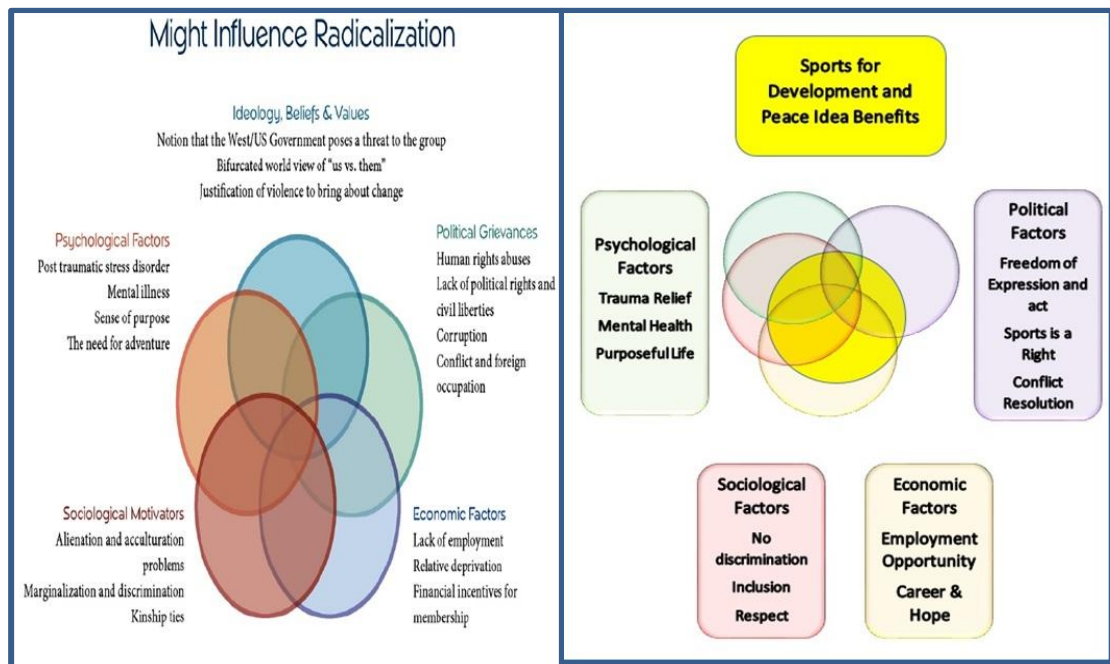 Might Influence Radicalization
Ideology, Beliefs & Values
Notion that the West/US Government poses a threat to the group
Bifurcated world view of "us vs. them"
Justification of violence to bring about change
Psychological Factors
Post traumatic stress disorder
Mental illness
Sense of purpose
The need for adventure
Political Grievances
Human rights abuses
Lack of political rights and
civil liberties
Corruption
Conflict and foreign
occupation
Sociological Motivators
Alienation and acculturation
problems
Marginalization and discrimination
Kinship ties
Economic Factors
Lack of employment
Relative deprivation
Financial incentives for
membership
Sports for
Development and
Peace Idea Benefits
Psychological
Factors
Trauma Relief
Mental Health
Purposeful Life
Political
Factors
Freedom of
Expression and
act
Sports is a
Right
Conflict
Resolution
Sociological
Factors
No
discrimination
Inclusion
Respect
Economic
Factors
Employment
Opportunity
Career &
Hope